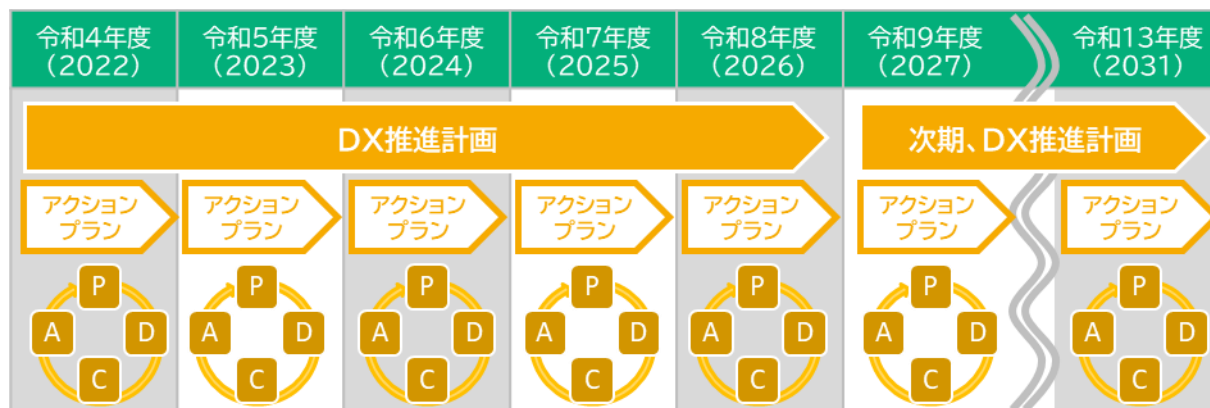 令和4年度
(2022)
令和5年度
(2023)
令和6年度
(2024)
令和7年度
(2025)
令和8年度
(2026)
令和9年度
(2027)
令和13年度
(2031)
DX推進計画
次期、DX推進計画
アクション
プラン
アクション
プラン
アクション
プラン
アクション
プラン
アクション
プラン
アクション
プラン
アクション
プラン
P
A D
C
P
A D
C
P
A D
C
P
A D
C
P
A D
C
P
A D
C
P
A D
C